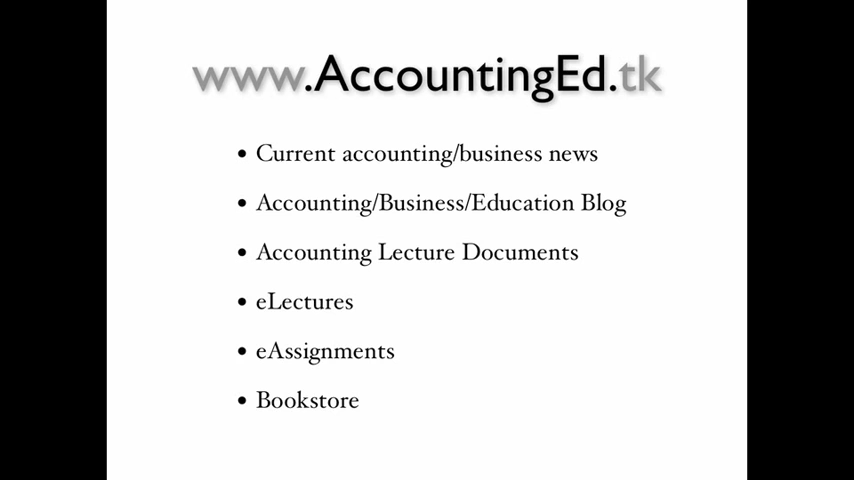 www.AccountingEd.tk
• Current accounting/business news
• Accounting/Business/Education Blog
• Accounting Lecture Documents
• eLectures
• eAssignments
• Bookstore